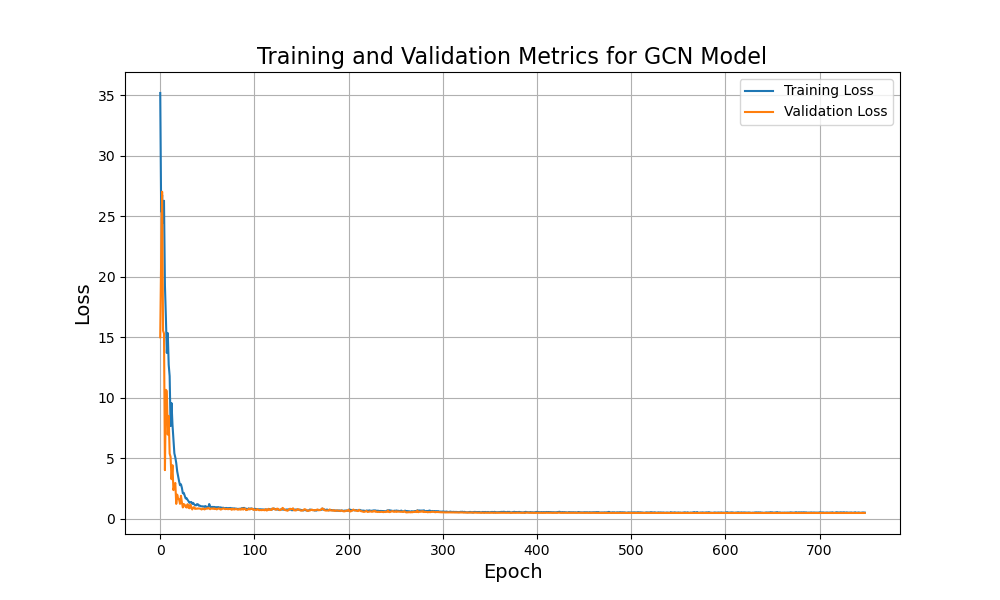 Training and Validation Metrics for GCN Model
Training Loss
Validation Loss
Loss
35
30
25
20
15
10
5
0
0 100 200 300 400 500 600 700
Epoch